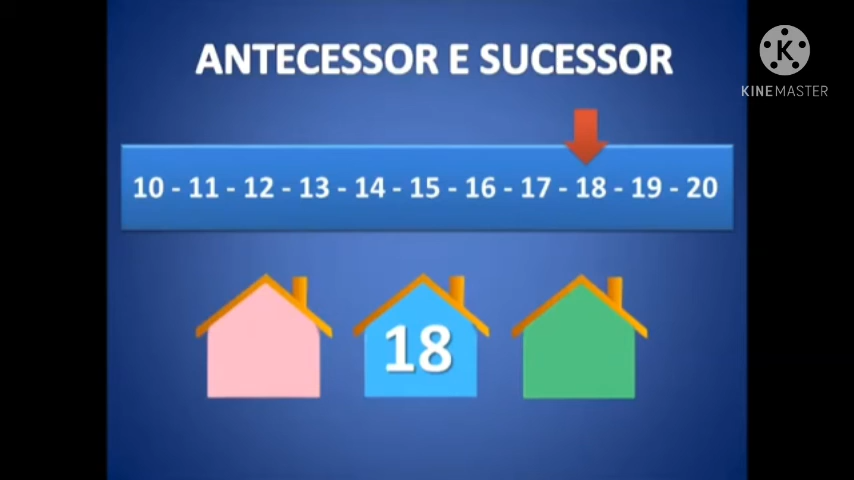 ANTECESSOR E SUCESSOR
K
KINEMASTER
10 - 11 - 12 - 13 - 14 - 15 - 16 - 17 - 18 - 19 - 20
18